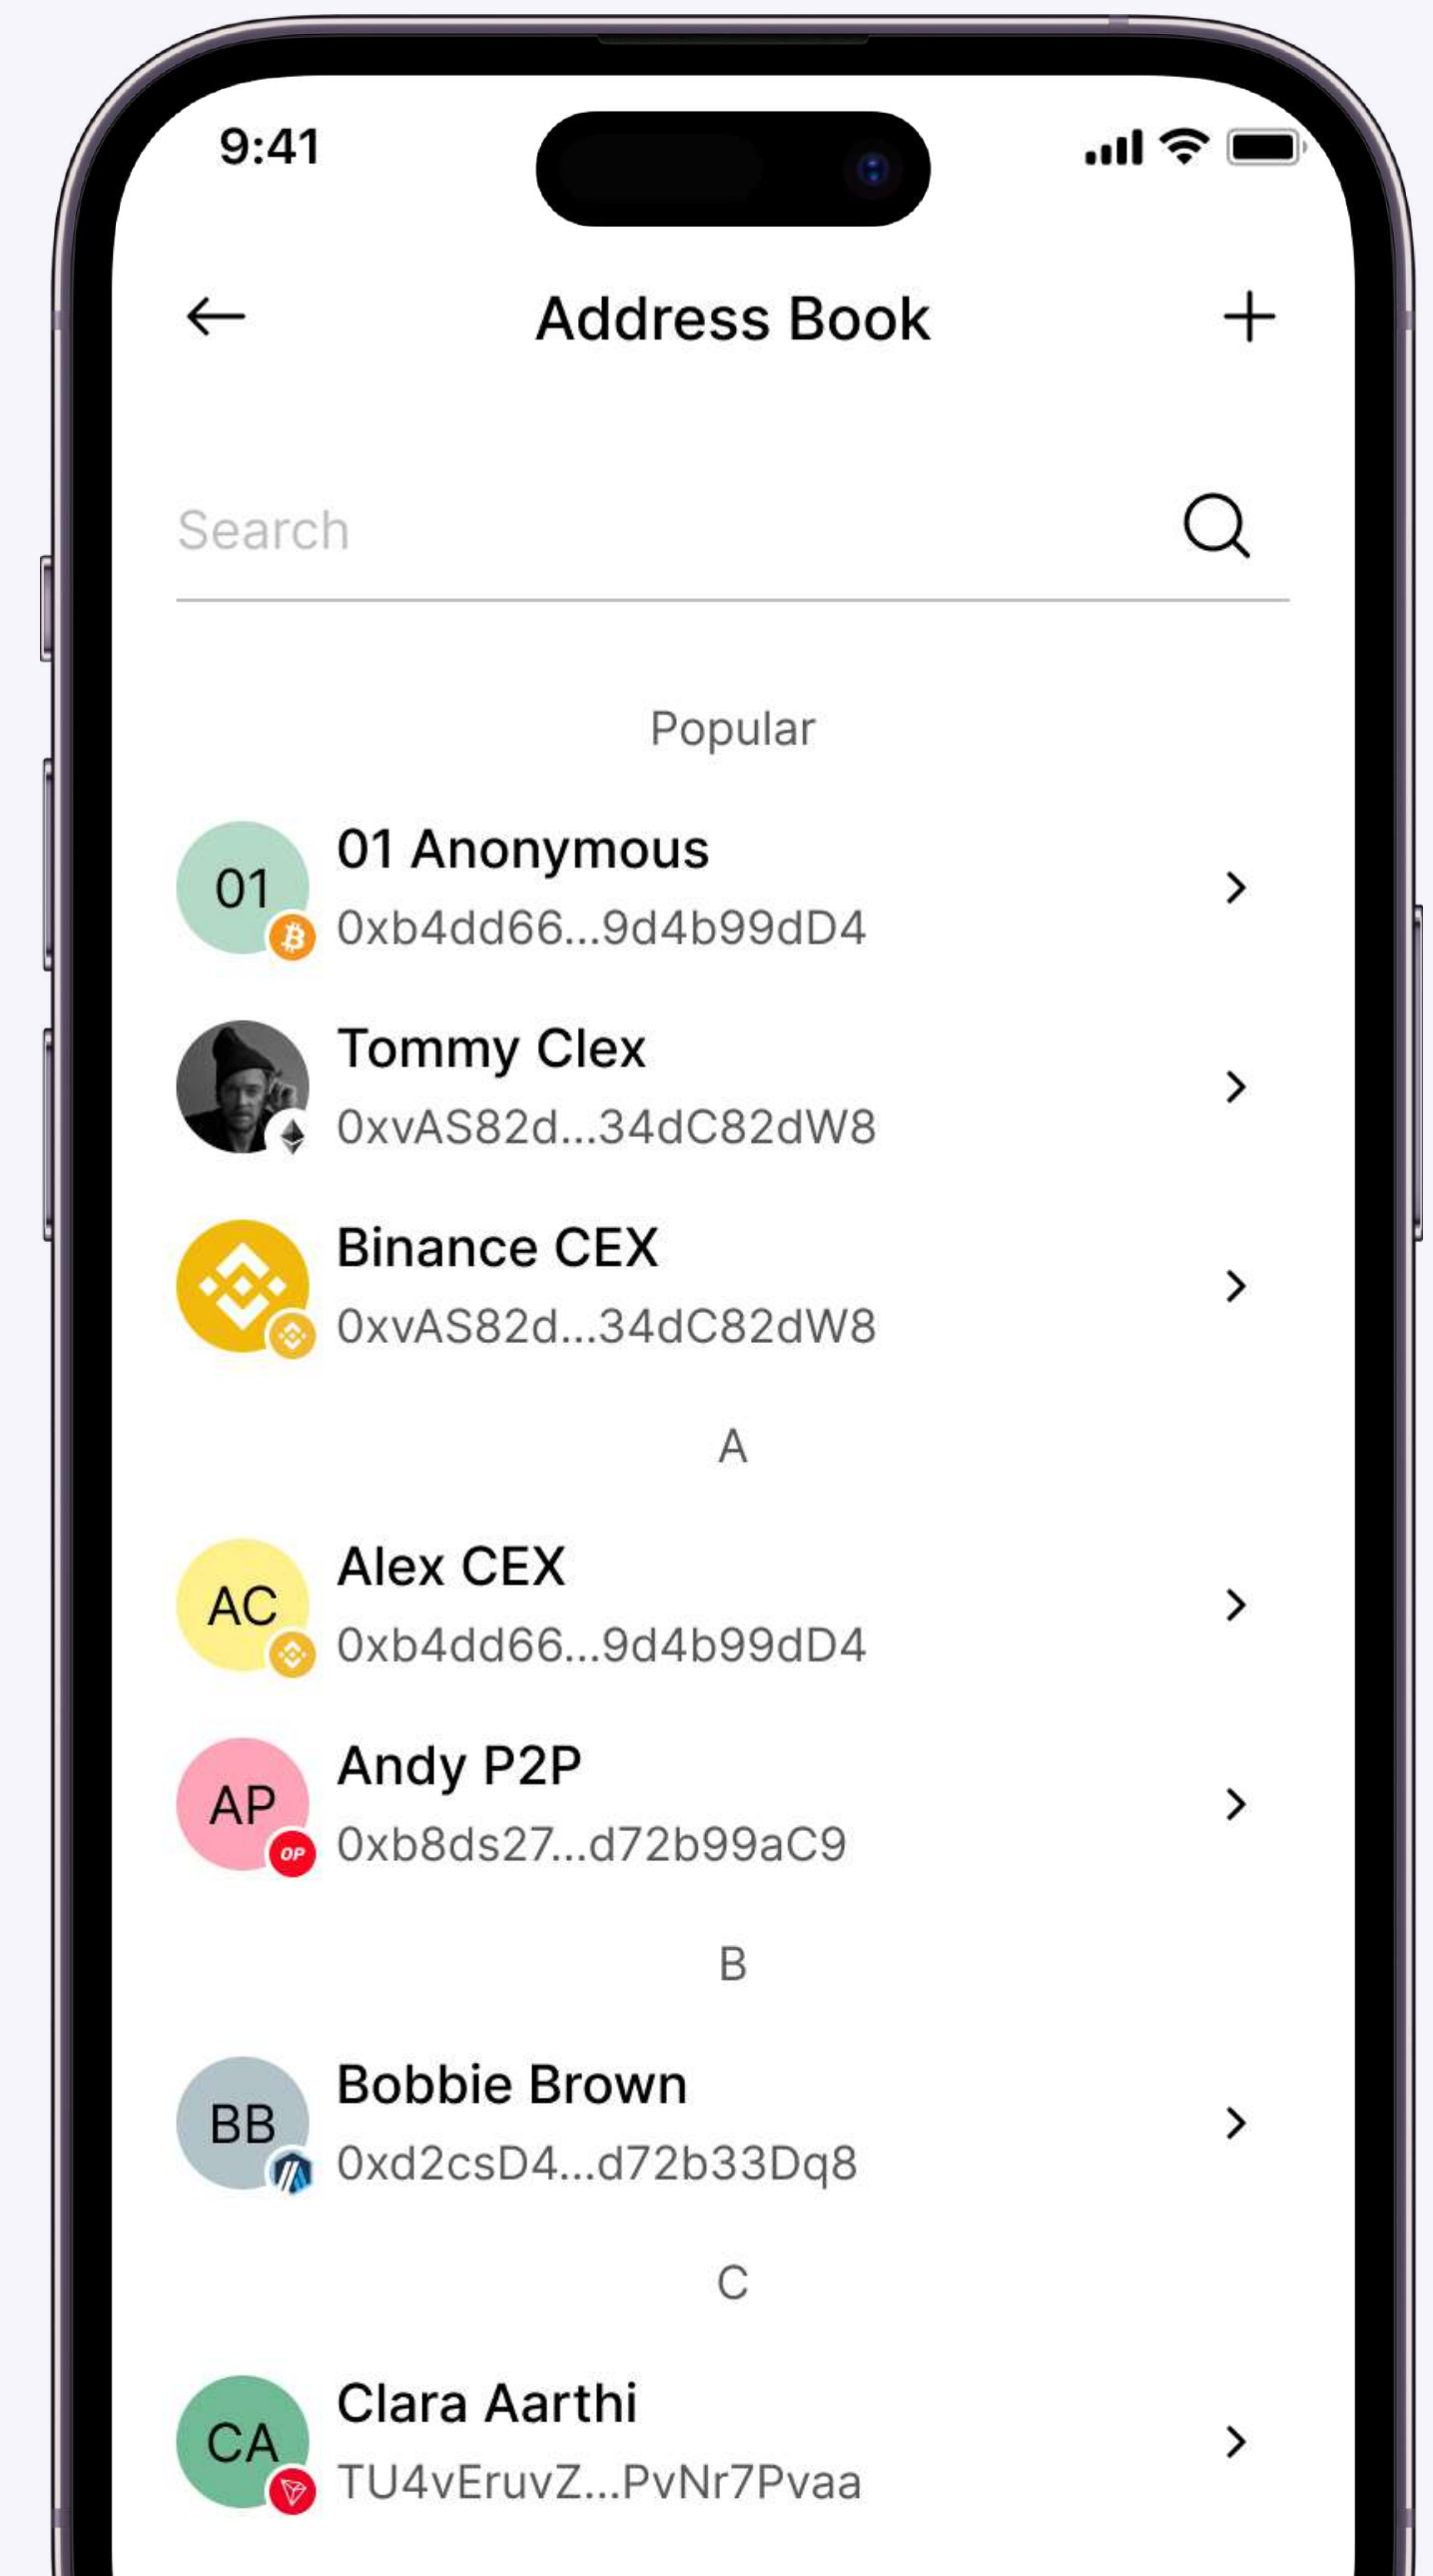 9:41
Address Book
Search
Popular
01
01 Anonymous
0xb4dd66...9d4b99dD4
Tommy Clex
0xvAS82d...34dC82dW8
Binance CEX
0xvAS82d...34dC82dW8
A
AC
Alex CEX
0xb4dd66...9d4b99dD4
AP
OP
Andy P2P
0xb8ds27...d72b99aC9
B
BB
Bobbie Brown
0xd2csD4...d72b33Dq8
C
CA
Clara Aarthi
TU4vEruvZ...PvNr7Pvaa